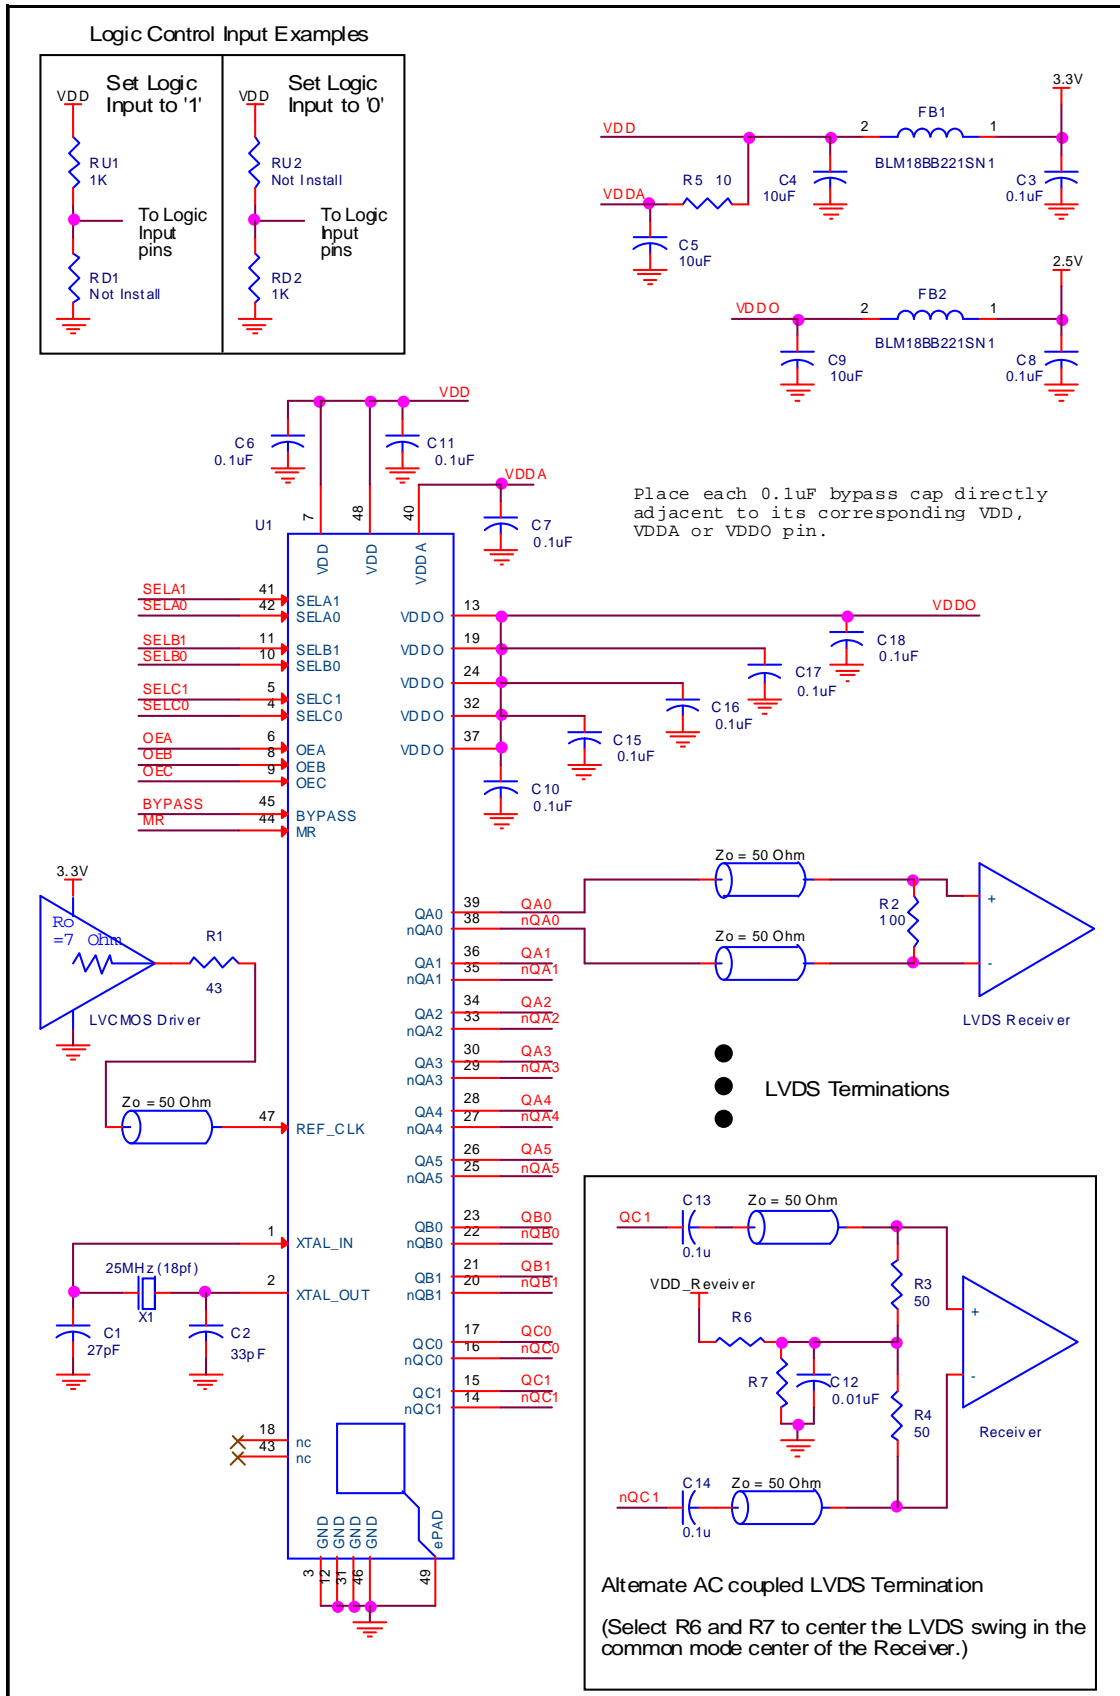 Logic Control Input Examples
Set Logic
Input to '1'
VDD
RU1
1K
To Logic
Input
pins
RD1
Not Install
Set Logic
Input to '0'
VDD
RU2
Not Install
To Logic
Input
pins
RD2
1K
3.3V
VDD
2
FB1
1
BLM18BB221SN1
R5 10
C4
10uF
C3
0.1uF
VDDA
C5
10uF
2.5V
VDDO
2
FB2
1
BLM18BB221SN1
C9
10uF
C8
0.1uF
VDD
C6
0.1uF
C11
0.1uF
VDDA
C7
0.1uF
Place each 0.1uF bypass cap directly
adjacent to its corresponding VDD,
VDDA or VDDO pin.
U1
7
48
40
VDD
VDD
VDDA
SELA1 41 SELA1
SELA0 42 SELA0
SELB1 11 SELB1
SELB0 10 SELB0
SELC1 5 SELC1
SELC0 4 SELC0
OEA 6 OEA
OEB 8 OEB
OEC 9 OEC
BYPASS 45 BYPASS
MR 44 MR
VDDO 13 VDDO
VDDO 19
VDDO 24
VDDO 32
VDDO 37
C18
0.1uF
C17
0.1uF
C16
0.1uF
C15
0.1uF
C10
0.1uF
3.3V
Ro
=7 Ohm
R1
43
LVCMOS Driver
Zo = 50 Ohm
47
REF_CLK
QA0 39 QA0
nQA0 38 nQA0
QA1 36 QA1
nQA1 35 nQA1
QA2 34 QA2
nQA2 33 nQA2
QA3 30 QA3
nQA3 29 nQA3
QA4 28 QA4
nQA4 27 nQA4
QA5 26 QA5
nQA5 25 nQA5
QB0 23 QB0
nQB0 22 nQB0
QB1 21 QB1
nQB1 20 nQB1
QC0 17 QC0
nQC0 16 nQC0
QC1 15 QC1
nQC1 14 nQC1
Zo = 50 Ohm
Zo = 50 Ohm
R2
100
+
-
LVDS Receiver
LVDS Terminations
1
XTAL_IN
25MHz (18pf)
X1
2
XTAL_OUT
C1
27pF
C2
33pF
18 nc
43 nc
GND
GND
GND
GND
ePAD
3
12
31
46
49
QC1
C13
0.1u
Zo = 50 Ohm
VDD_Reveiver
R6
R7
C12
0.01uF
R3
50
R4
50
+
-
Receiver
nQC1
C14
0.1u
Zo = 50 Ohm
Alternate AC coupled LVDS Termination
(Select R6 and R7 to center the LVDS swing in the
common mode center of the Receiver.)